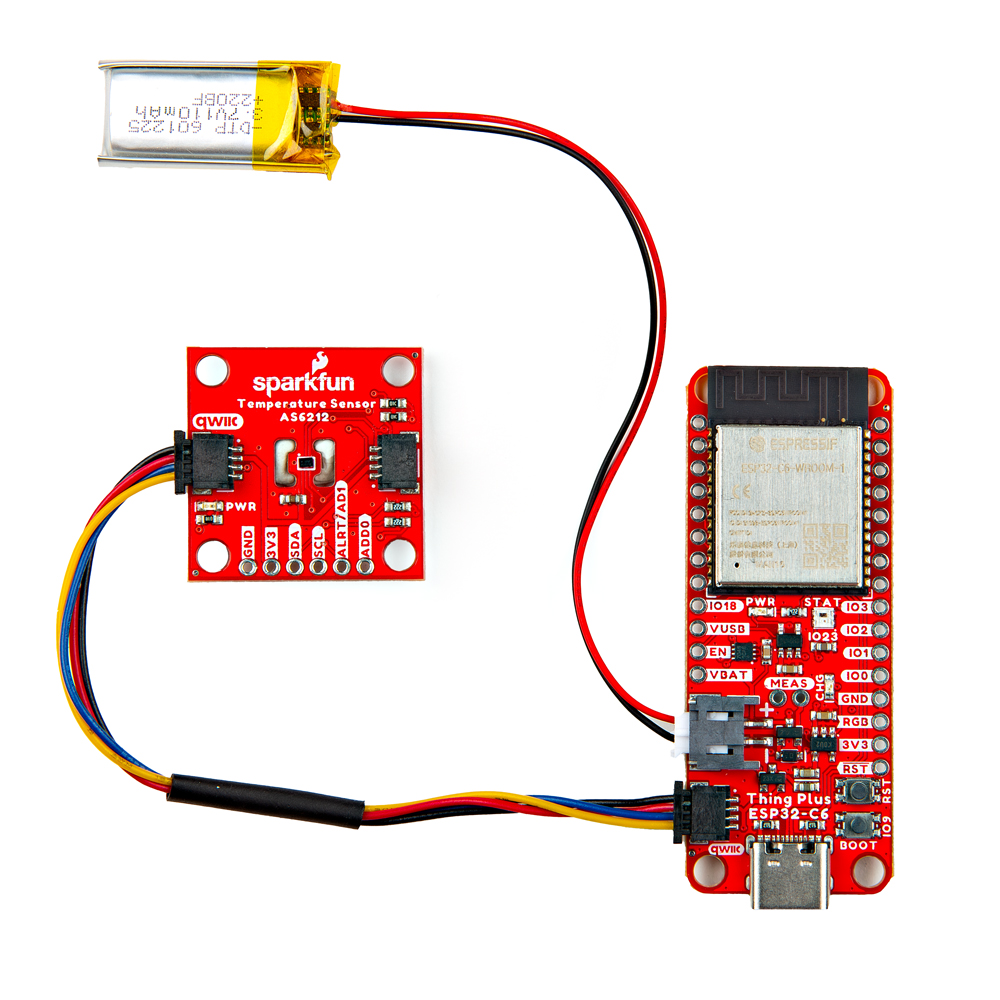 -DTP 601225
3.7V110mAh
+220BF
sparkfun
Temperature Sensor
AS6212
qwiic
PWR
GND
3V3
SDA
SCL
ALRT/AD1
ADD0
ESPRESSIF
ESP32-C6-WROOM-1
CE
IO18
PWR
STAT
IO3
VUSB
IO23
IO2
EN
IO1
VBAT
MEAS
CHG
IO0
GND
+
RGB
-
3V3
RST
Thing Plus
ESP32-C6
RST
IO9
BOOT
qwiic